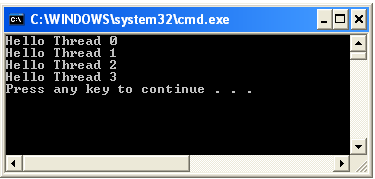 C:\WINDOWS\system32\cmd.exe
Hello Thread 0
Hello Thread 1
Hello Thread 2
Hello Thread 3
Press any key to continue . . .